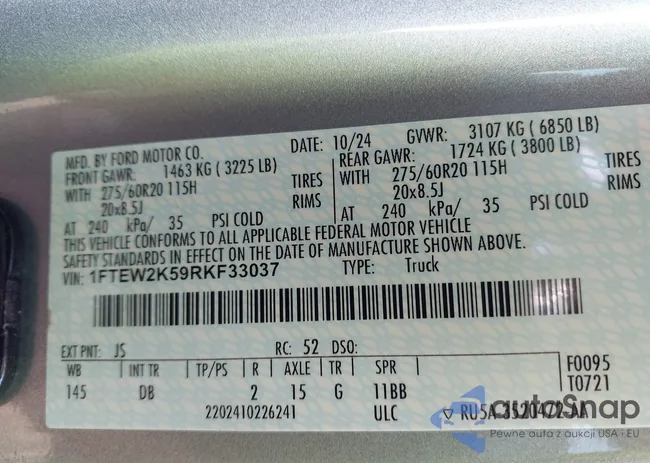 MFD. BY FORD MOTOR CO.
DATE: 10/24 GVWR: 3107 KG ( 6850 LB)
FRONT GAWR: 1463 KG ( 3225 LB)
WITH 275/60R20 115H TIRES
20x8.5J RIMS
AT 240 kPa/ 35 PSI COLD
REAR GAWR: 1724 KG ( 3800 LB)
WITH 275/60R20 115H TIRES
20x8.5J RIMS
AT 240 kPa/ 35 PSI COLD
THIS VEHICLE CONFORMS TO ALL APPLICABLE FEDERAL MOTOR VEHICLE
SAFETY STANDARDS IN EFFECT ON THE DATE OF MANUFACTURE SHOWN ABOVE.
VIN: 1FTEW2K59RKF33037 TYPE: Truck
EXT PNT: JS RC: 52 DSO:
WB INT TR TP/PS R AXLE TR SPR
145 DB 2 15 G 11BB
F0095
T0721
2202410226241 ULC
RU5A-3520472-AA
autoSnap
Pewne auta z aukcji USA i EU